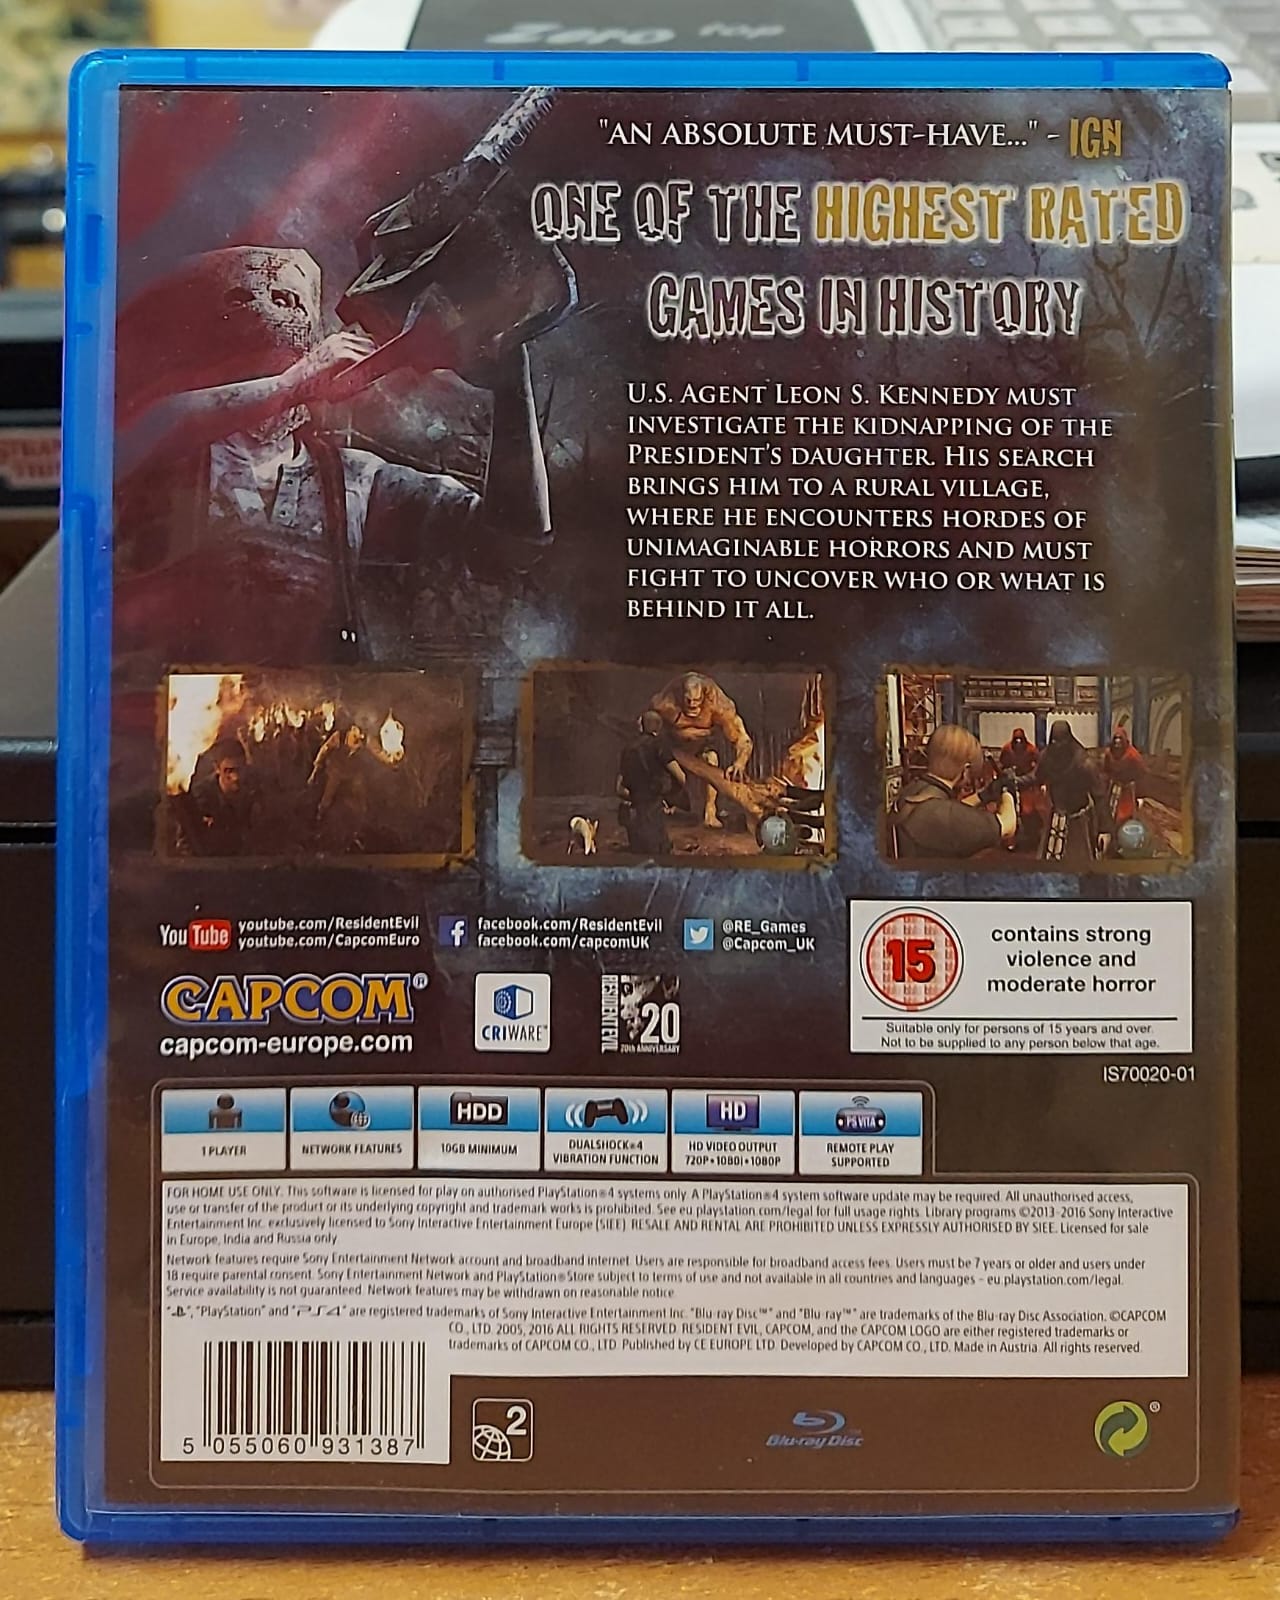 Zero top
"AN ABSOLUTE MUST-HAVE..." - IGN
ONE OF THE HIGHEST RATED
GAMES IN HISTORY
U.S. AGENT LEON S. KENNEDY MUST
INVESTIGATE THE KIDNAPPING OF THE
PRESIDENT'S DAUGHTER. HIS SEARCH
BRINGS HIM TO A RURAL VILLAGE,
WHERE HE ENCOUNTERS HORDES OF
UNIMAGINABLE HORRORS AND MUST
FIGHT TO UNCOVER WHO OR WHAT IS
BEHIND IT ALL.
YouTube youtube.com/ResidentEvil
youtube.com/CapcomEuro
facebook.com/ResidentEvil
facebook.com/capcomUK
@RE_Games
@Capcom_UK
CAPCOM®
capcom-europe.com
CRIWARE™
RESIDENT EVIL
20
20th ANNIVERSARY
15
contains strong
violence and
moderate horror
Suitable only for persons of 15 years and over.
Not to be supplied to any person below that age.
IS70020-01
1 PLAYER
NETWORK FEATURES
HDD
10GB MINIMUM
DUALSHOCK®4
VIBRATION FUNCTION
HD
HD VIDEO OUTPUT
720P•1080i•1080P
PS VITA
REMOTE PLAY
SUPPORTED
FOR HOME USE ONLY. This software is licensed for play on authorised PlayStation®4 systems only. A PlayStation®4 system software update may be required. All unauthorised access,
use or transfer of the product or its underlying copyright and trademark works is prohibited. See eu.playstation.com/legal for full usage rights. Library programs ©2013-2016 Sony Interactive
Entertainment Inc. exclusively licensed to Sony Interactive Entertainment Europe (SIEE). RESALE AND RENTAL ARE PROHIBITED UNLESS EXPRESSLY AUTHORISED BY SIEE. Licensed for sale
in Europe, India and Russia only.
Network features require Sony Entertainment Network account and broadband internet. Users are responsible for broadband access fees. Users must be 7 years or older and users under
18 require parental consent. Sony Entertainment Network and PlayStation®Store subject to terms of use and not available in all countries and languages – eu.playstation.com/legal.
Service availability is not guaranteed. Network features may be withdrawn on reasonable notice.
"PlayStation" and "PS4" are registered trademarks of Sony Interactive Entertainment Inc. "Blu-ray Disc™" and "Blu-ray™" are trademarks of the Blu-ray Disc Association. ©CAPCOM
CO., LTD. 2005, 2016 ALL RIGHTS RESERVED. RESIDENT EVIL, CAPCOM, and the CAPCOM LOGO are either registered trademarks or
trademarks of CAPCOM CO., LTD. Published by CE EUROPE LTD. Developed by CAPCOM CO., LTD. Made in Austria. All rights reserved.
5 055060 931387
2
Blu-ray Disc
®